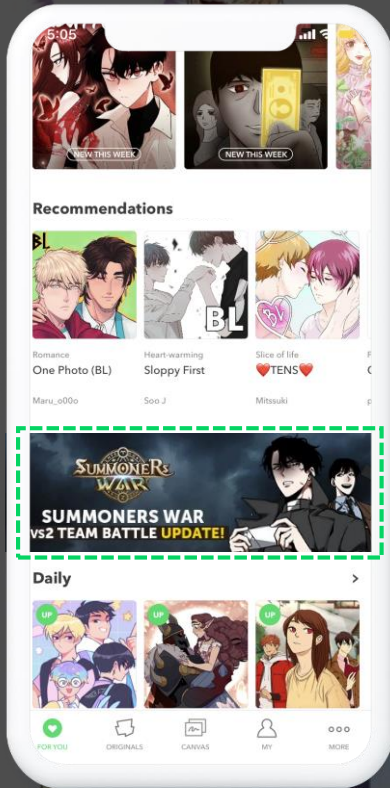 5:05
NEW THIS WEEK
NEW THIS WEEK
Recommendations
BL
BL
BL
Romance
Heart-warming
Slice of life
One Photo (BL)
Sloppy First
❤️TENS❤️
Maru_o00o
Soo J
Mitssuki
SUMMONERS
WAR
SUMMONERS WAR
vs2 TEAM BATTLE UPDATE!
Daily >
UP
UP
UP
FOR YOU
ORIGINALS
CANVAS
MY
MORE